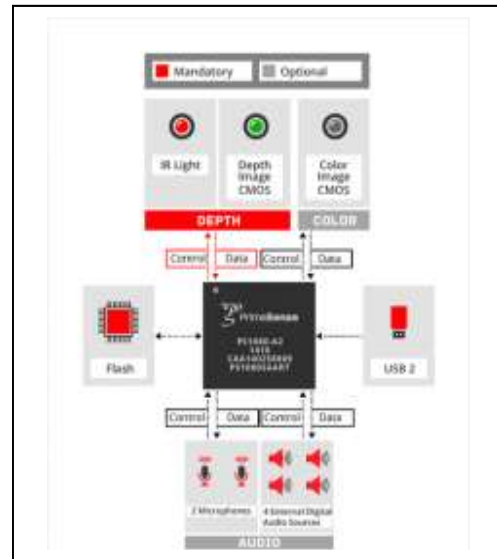 Mandatory
Optional
IR Light
Depth
Image
CMOS
Color
Image
CMOS
DEPTH
COLOR
Control
Data
Control
Data
PrimeSense
Flash
USB 2
Control
Data
Control
Data
2 Microphones
4 External Digital
Audio Sources
AUDIO